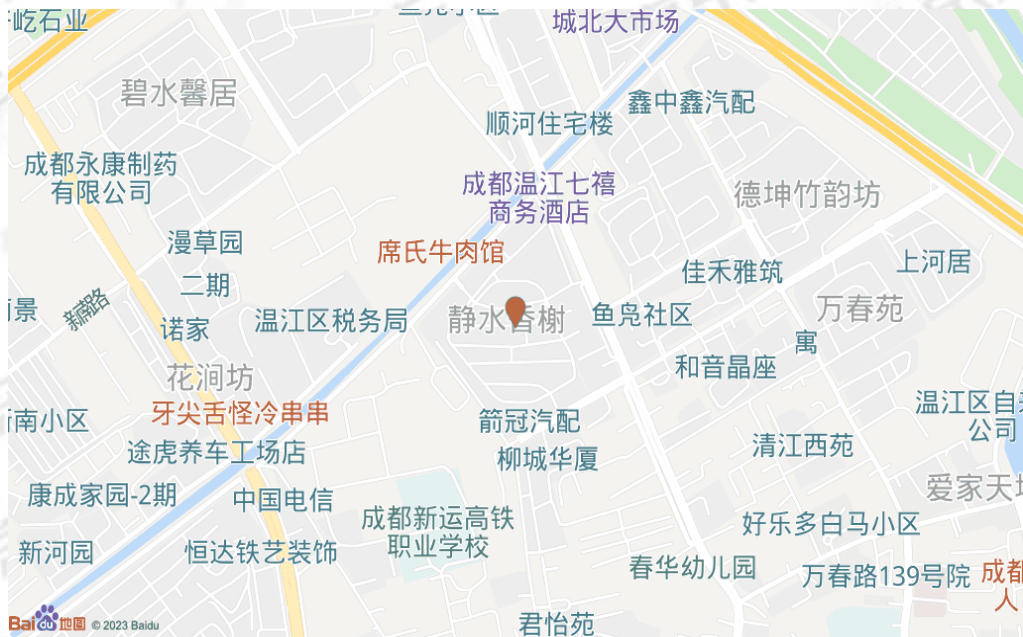 屹石业
城北大市场
碧水馨居
鑫中鑫汽配
顺河住宅楼
成都永康制药
有限公司
成都温江七禧
商务酒店
德坤竹韵坊
漫草园
二期
席氏牛肉馆
佳禾雅筑
上河居
景
诺家
温江区税务局
静水香榭
鱼凫社区
万春苑
寓
花涧坊
和音晶座
牙尖舌怪冷串串
南小区
箭冠汽配
温江区自来
公司
途虎养车工场店
柳城华厦
清江西苑
康成家园-2期
中国电信
爱家天地
成都新运高铁
职业学校
好乐多白马小区
新河园
恒达铁艺装饰
春华幼儿园
万春路139号院
成都
人
南怡苑
Bai du 地图 © 2023 Baidu